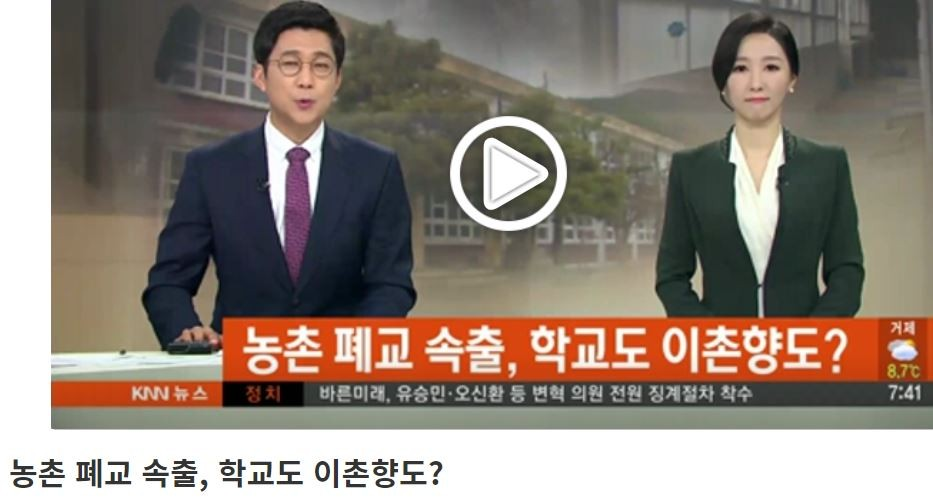 거제
농촌 폐교 속출, 학교도 이촌향도?
8.7℃
KNN 뉴스 정치 바른미래, 유승민·오신환 등 변혁 의원 전원 징계절차 착수 7:41
농촌 폐교 속출, 학교도 이촌향도?